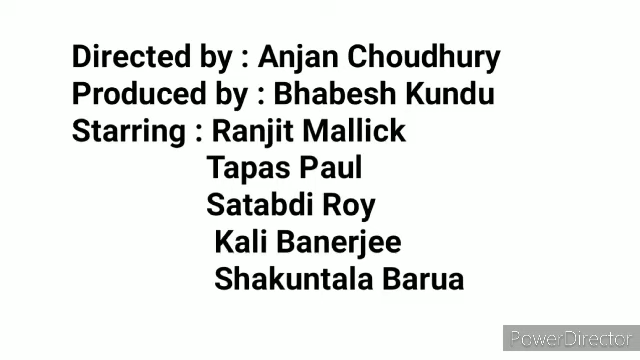 Directed by : Anjan Choudhury
Produced by : Bhabesh Kundu
Starring : Ranjit Mallick
Tapas Paul
Satabdi Roy
Kali Banerjee
Shakuntala Barua
PowerDirector